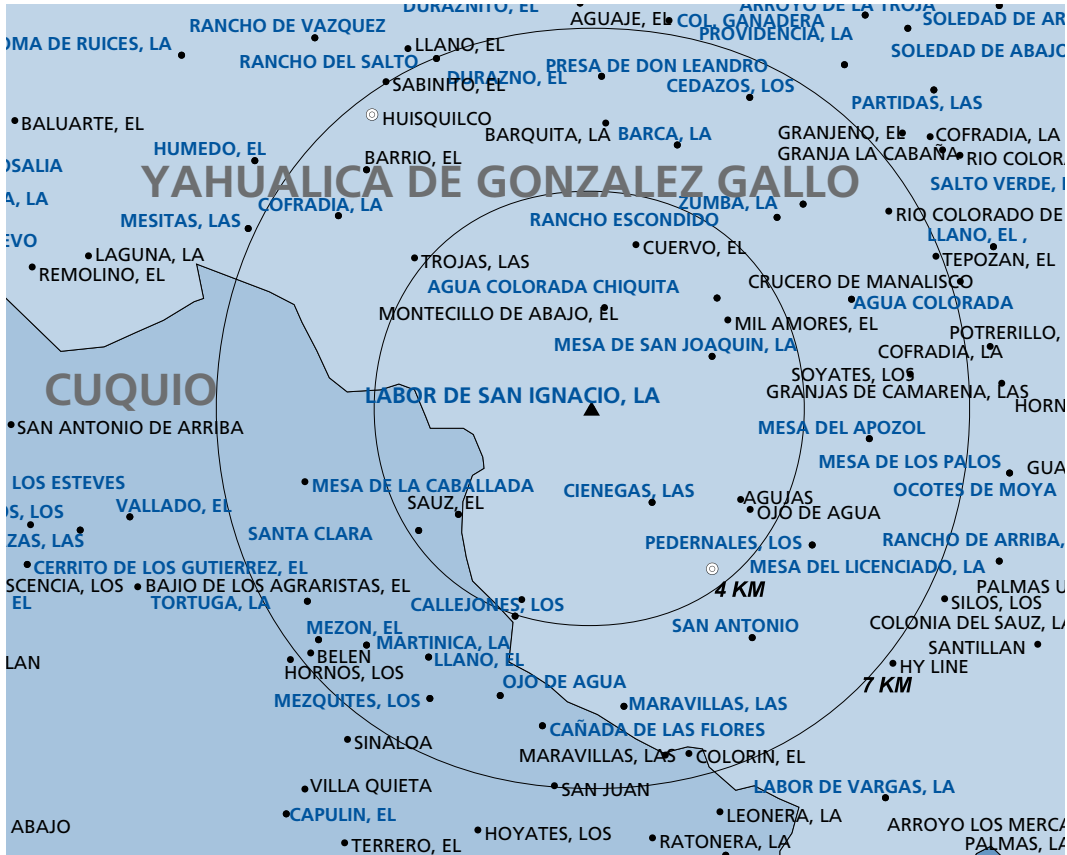 DURAZNITO, EL
ARROYO DE LA TROJA
AGUAJE, EL
COL. GANADERA
SOLEDAD DE AR
RANCHO DE VAZQUEZ
PROVIDENCIA, LA
OMA DE RUICES, LA
LLANO, EL
SOLEDAD DE ABAJO
RANCHO DEL SALTO
PRESA DE DON LEANDRO
DURAZNO, EL
SABINITO, EL
CEDAZOS, LOS
PARTIDAS, LAS
HUISQUILCO
BALUARTE, EL
BARQUITA, LA
BARCA, LA
GRANJENO, EL
COFRADIA, LA
HUMEDO, EL
BARRIO, EL
GRANJA LA CABAÑA
RIO COLORA
OSALIA
YAHUALICA DE GONZALEZ GALLO
SALTO VERDE, 
A, LA
COFRADIA, LA
ZUMBA, LA
MESITAS, LAS
RANCHO ESCONDIDO
RIO COLORADO DE
EVO
LLANO, EL ,
LAGUNA, LA
CUERVO, EL
TROJAS, LAS
TEPOZAN, EL
REMOLINO, EL
AGUA COLORADA CHIQUITA
CRUCERO DE MANALISCO
AGUA COLORADA
MONTECILLO DE ABAJO, EL
MIL AMORES, EL
POTRERILLO,
MESA DE SAN JOAQUIN, LA
COFRADIA, LA
SOYATES, LOS
CUQUIO
LABOR DE SAN IGNACIO, LA
GRANJAS DE CAMARENA, LAS
HORN
SAN ANTONIO DE ARRIBA
MESA DEL APOZOL
MESA DE LOS PALOS
GUA
LOS ESTEVES
MESA DE LA CABALLADA
CIENEGAS, LAS
OCOTES DE MOYA
VALLADO, EL
SAUZ, EL
AGUJAS
OS, LOS
OJO DE AGUA
ZAS, LAS
SANTA CLARA
PEDERNALES, LOS
RANCHO DE ARRIBA,
CERRITO DE LOS GUTIERREZ, EL
MESA DEL LICENCIADO, LA
SCENCIA, LOS
BAJIO DE LOS AGRARISTAS, EL
4 KM
PALMAS U
EL
TORTUGA, LA
CALLEJONES, LOS
SILOS, LOS
MEZON, EL
SAN ANTONIO
COLONIA DEL SAUZ, LA
MARTINICA, LA
SANTILLAN
LAN
BELEN
LLANO, EL
HY LINE
HORNOS, LOS
OJO DE AGUA
7 KM
MEZQUITES, LOS
MARAVILLAS, LAS
CAÑADA DE LAS FLORES
SINALOA
MARAVILLAS, LAS
COLORIN, EL
VILLA QUIETA
SAN JUAN
LABOR DE VARGAS, LA
CAPULIN, EL
LEONERA, LA
ABAJO
HOYATES, LOS
ARROYO LOS MERCA
TERRERO, EL
RATONERA, LA
PALMAS, LA